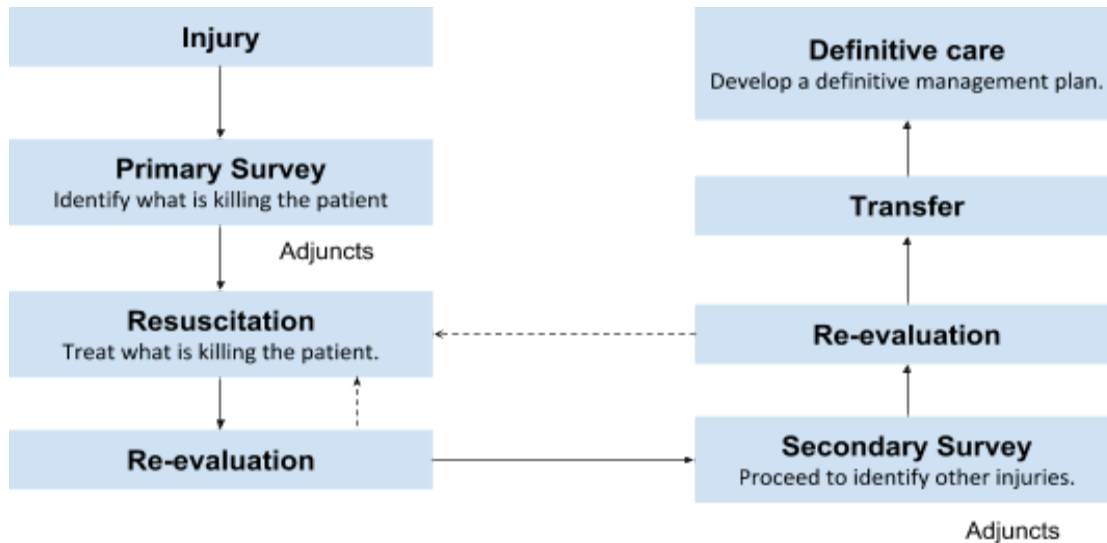 Injury
Primary Survey
Identify what is killing the patient
Adjuncts
Resuscitation
Treat what is killing the patient.
Re-evaluation
Definitive care
Develop a definitive management plan.
Transfer
Re-evaluation
Secondary Survey
Proceed to identify other injuries.
Adjuncts